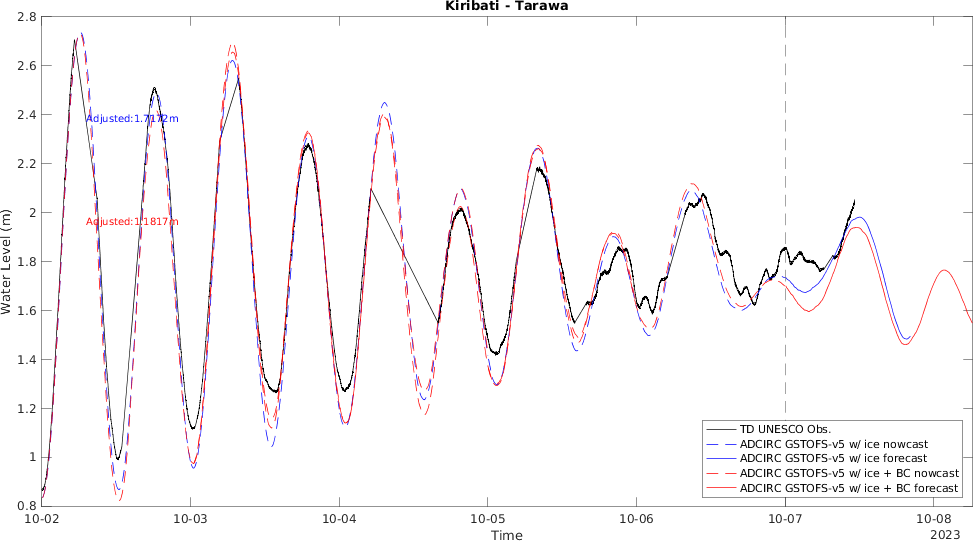 Kiribati - Tarawa
2.8
2.6
2.4
2.2
2
1.8
1.6
1.4
1.2
1
0.8
Water Level (m)
Adjusted:1.7172m
Adjusted:1.1817m
TD UNESCO Obs.
ADCIRC GSTOFS-v5 w/ ice nowcast
ADCIRC GSTOFS-v5 w/ ice forecast
ADCIRC GSTOFS-v5 w/ ice + BC nowcast
ADCIRC GSTOFS-v5 w/ ice + BC forecast
10-02 10-03 10-04 10-05 10-06 10-07 10-08
Time
2023